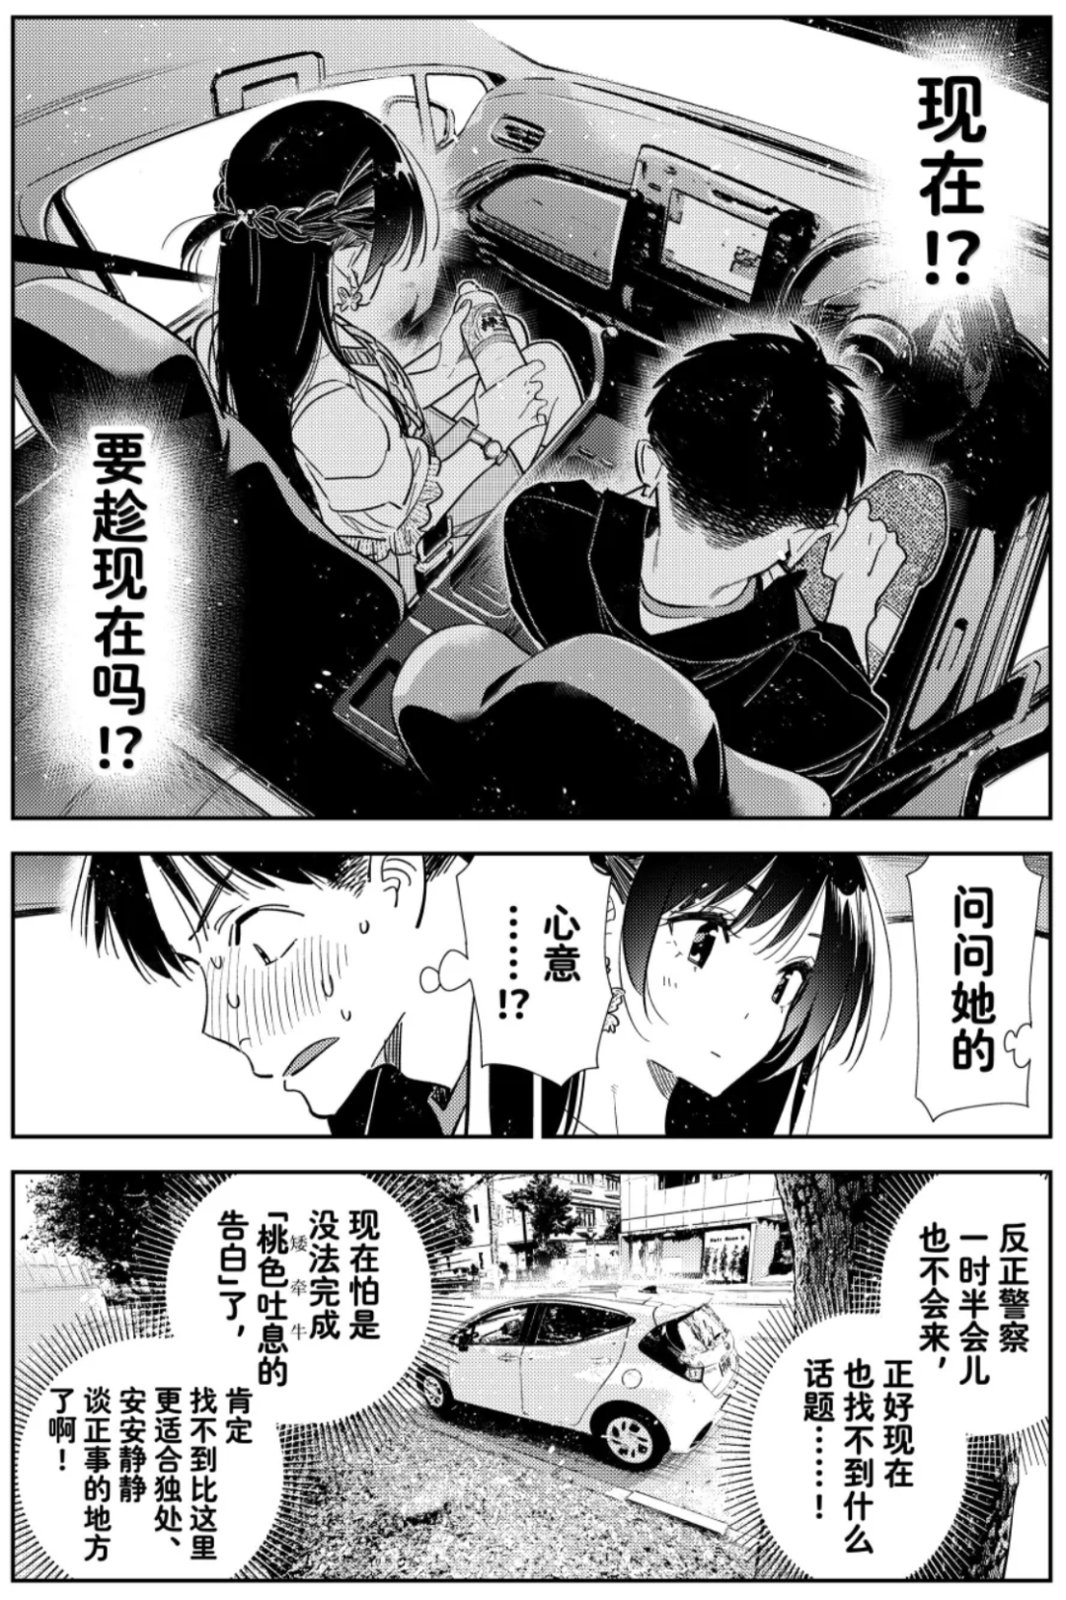 现在!?
要趁现在吗!?
问问她的
心意
……!?
反正警察
一时半会儿
也不会来，
正好现在
也找不到什么
话题……！
现在怕是
没法完成
「桃色吐息的
矮牵牛
告白」了，
肯定
找不到比这里
更适合独处、
安安静静
谈正事的地方
了啊！